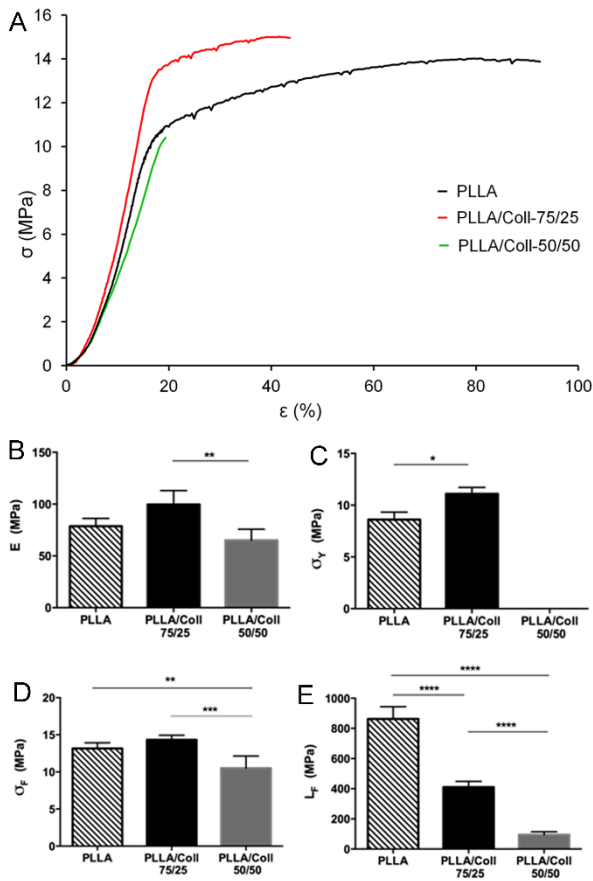 A
16
14
12
10
8
6
4
2
0
σ (MPa)
0 20 40 60 80 100
ε (%)
PLLA
PLLA/Coll-75/25
PLLA/Coll-50/50
B
**
150
100
50
0
E (MPa)
PLLA PLLA/Coll PLLA/Coll
75/25 50/50
C
*
15
10
5
0
σY (MPa)
PLLA PLLA/Coll PLLA/Coll
75/25 50/50
D
**
***
20
15
10
5
0
σF (MPa)
PLLA PLLA/Coll PLLA/Coll
75/25 50/50
E
****
**** ****
1000
800
600
400
200
0
LF (MPa)
PLLA PLLA/Coll PLLA/Coll
75/25 50/50